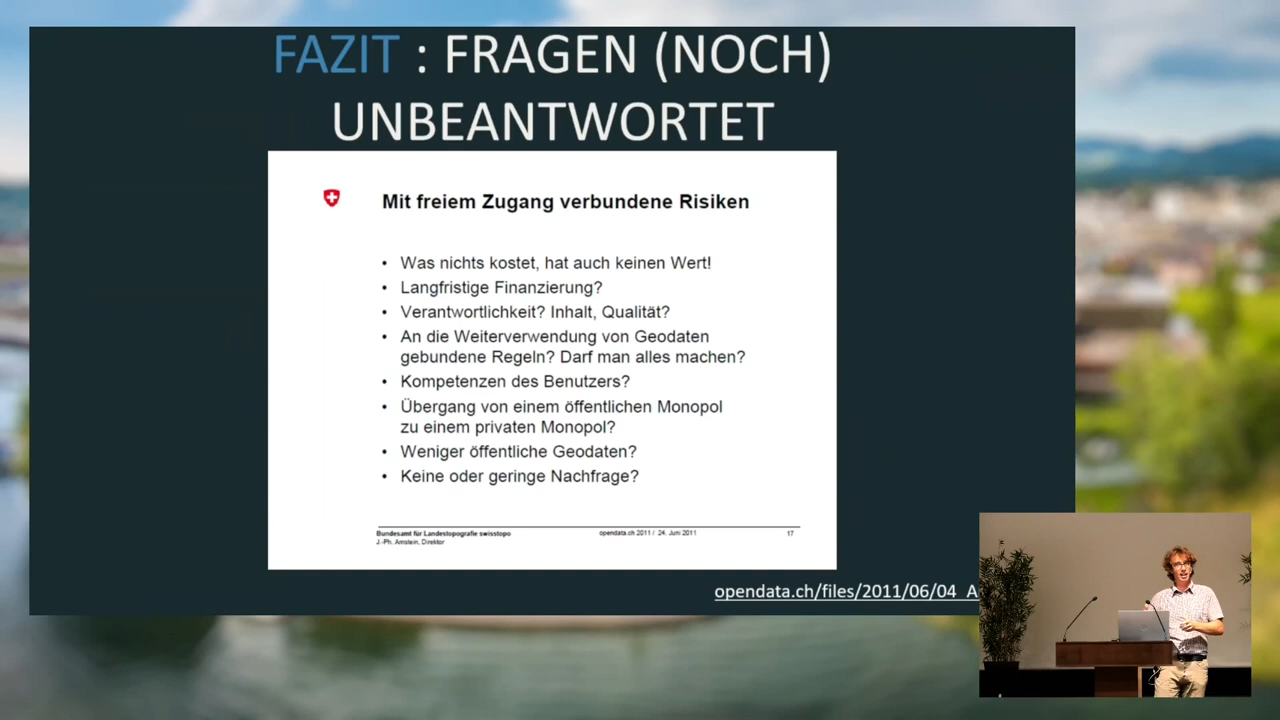 FAZIT : FRAGEN (NOCH)
UNBEANTWORTET
Mit freiem Zugang verbundene Risiken
• Was nichts kostet, hat auch keinen Wert!
• Langfristige Finanzierung?
• Verantwortlichkeit? Inhalt, Qualität?
• An die Weiterverwendung von Geodaten
gebundene Regeln? Darf man alles machen?
• Kompetenzen des Benutzers?
• Übergang von einem öffentlichen Monopol
zu einem privaten Monopol?
• Weniger öffentliche Geodaten?
• Keine oder geringe Nachfrage?
Bundesamt für Landestopografie swisstopo opendata.ch 2011 / 24. Juni 2011 17
J.-Ph. Amstein, Direktor
opendata.ch/files/2011/06/04_A